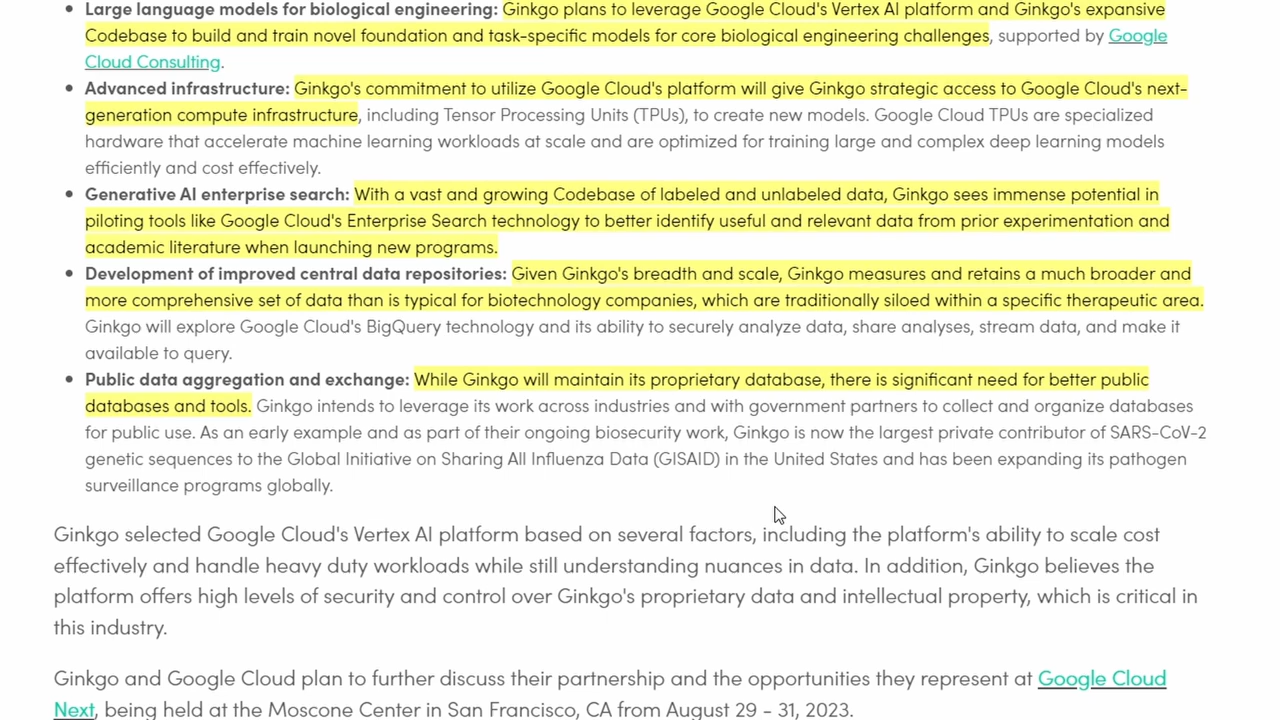 Large language models for biological engineering: Ginkgo plans to leverage Google Cloud's Vertex AI platform and Ginkgo's expansive
Codebase to build and train novel foundation and task-specific models for core biological engineering challenges, supported by Google
Cloud Consulting.
Advanced infrastructure: Ginkgo's commitment to utilize Google Cloud's platform will give Ginkgo strategic access to Google Cloud's next-
generation compute infrastructure, including Tensor Processing Units (TPUs), to create new models. Google Cloud TPUs are specialized
hardware that accelerate machine learning workloads at scale and are optimized for training large and complex deep learning models
efficiently and cost effectively.
Generative AI enterprise search: With a vast and growing Codebase of labeled and unlabeled data, Ginkgo sees immense potential in
piloting tools like Google Cloud's Enterprise Search technology to better identify useful and relevant data from prior experimentation and
academic literature when launching new programs.
Development of improved central data repositories: Given Ginkgo's breadth and scale, Ginkgo measures and retains a much broader and
more comprehensive set of data than is typical for biotechnology companies, which are traditionally siloed within a specific therapeutic area.
Ginkgo will explore Google Cloud's BigQuery technology and its ability to securely analyze data, share analyses, stream data, and make it
available to query.
Public data aggregation and exchange: While Ginkgo will maintain its proprietary database, there is significant need for better public
databases and tools. Ginkgo intends to leverage its work across industries and with government partners to collect and organize databases
for public use. As an early example and as part of their ongoing biosecurity work, Ginkgo is now the largest private contributor of SARS-CoV-2
genetic sequences to the Global Initiative on Sharing All Influenza Data (GISAID) in the United States and has been expanding its pathogen
surveillance programs globally.
Ginkgo selected Google Cloud's Vertex AI platform based on several factors, including the platform's ability to scale cost
effectively and handle heavy duty workloads while still understanding nuances in data. In addition, Ginkgo believes the
platform offers high levels of security and control over Ginkgo's proprietary data and intellectual property, which is critical in
this industry.
Ginkgo and Google Cloud plan to further discuss their partnership and the opportunities they represent at Google Cloud
Next, being held at the Moscone Center in San Francisco, CA from August 29 - 31, 2023.